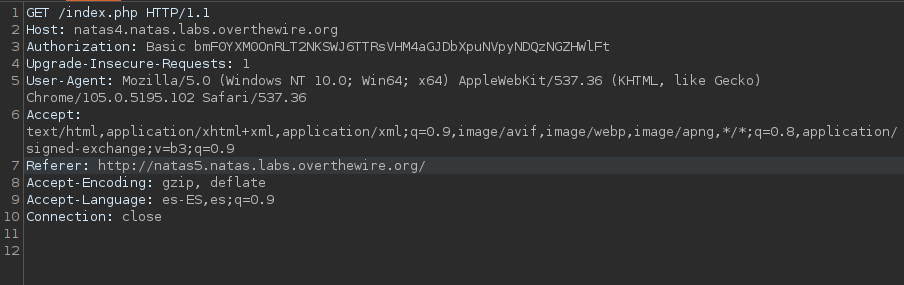 1 GET /index.php HTTP/1.1
2 Host: natas4.natas.labs.overthewire.org
3 Authorization: Basic bmF0YXM0OnRLT2NKSWJ6TTRsVHM4aGJDbXpuNVpyNDQzNGZHWlFt
4 Upgrade-Insecure-Requests: 1
5 User-Agent: Mozilla/5.0 (Windows NT 10.0; Win64; x64) AppleWebKit/537.36 (KHTML, like Gecko)
Chrome/105.0.5195.102 Safari/537.36
6 Accept:
text/html,application/xhtml+xml,application/xml;q=0.9,image/avif,image/webp,image/apng,*/*;q=0.8,application/
signed-exchange;v=b3;q=0.9
7 Referer: http://natas5.natas.labs.overthewire.org/
8 Accept-Encoding: gzip, deflate
9 Accept-Language: es-ES,es;q=0.9
10 Connection: close
11
12